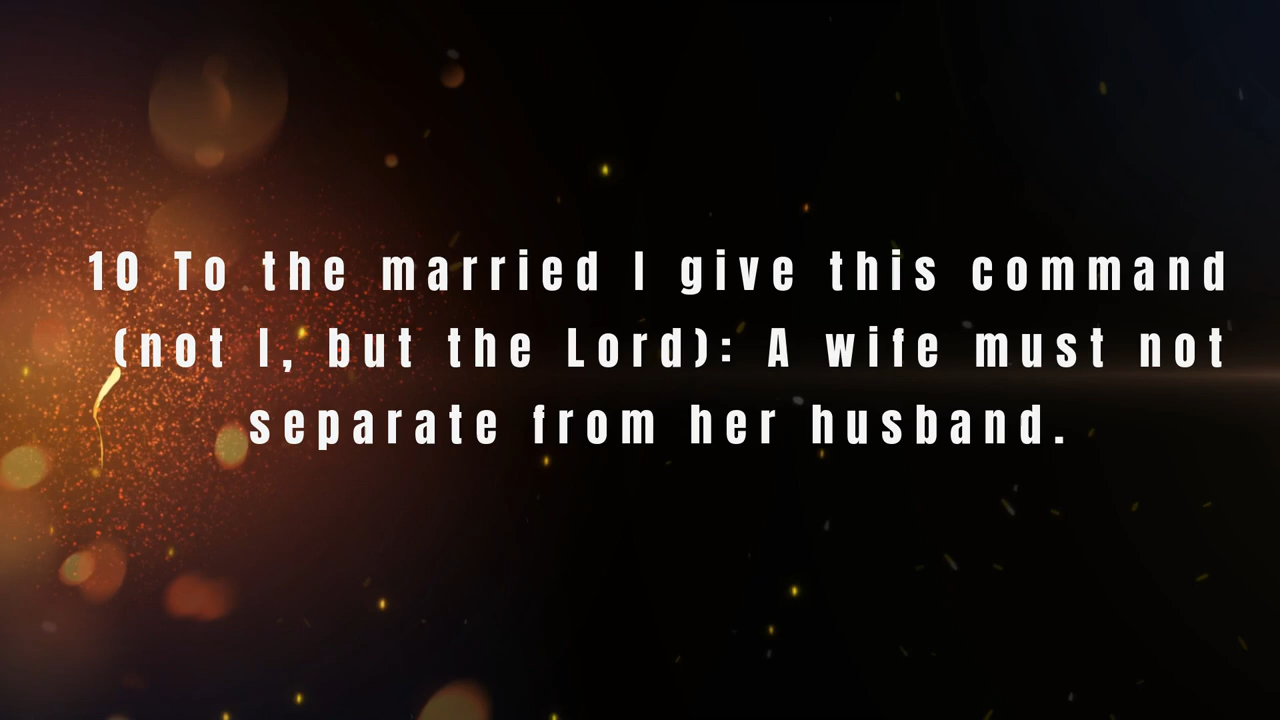 10 To the married I give this command
(not I, but the Lord): A wife must not
separate from her husband.